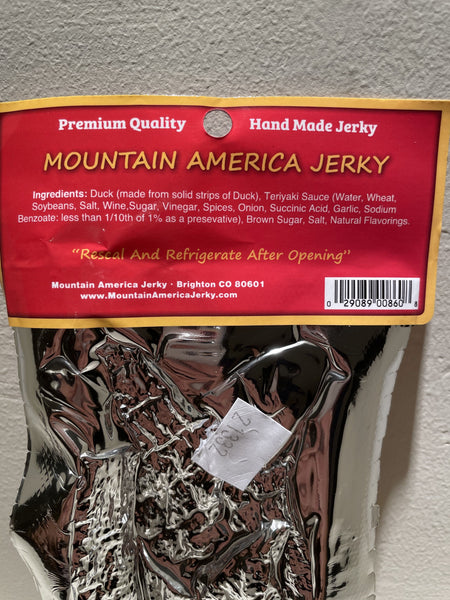 Premium Quality Hand Made Jerky
MOUNTAIN AMERICA JERKY
Ingredients: Duck (made from solid strips of Duck), Teriyaki Sauce (Water, Wheat,
Soybeans, Salt, Wine,Sugar, Vinegar, Spices, Onion, Succinic Acid, Garlic, Sodium
Benzoate: less than 1/10th of 1% as a presevative), Brown Sugar, Salt, Natural Flavorings.
"Reseal And Refrigerate After Opening"
Mountain America Jerky · Brighton CO 80601
www.MountainAmericaJerky.com
0 29089 00860 8